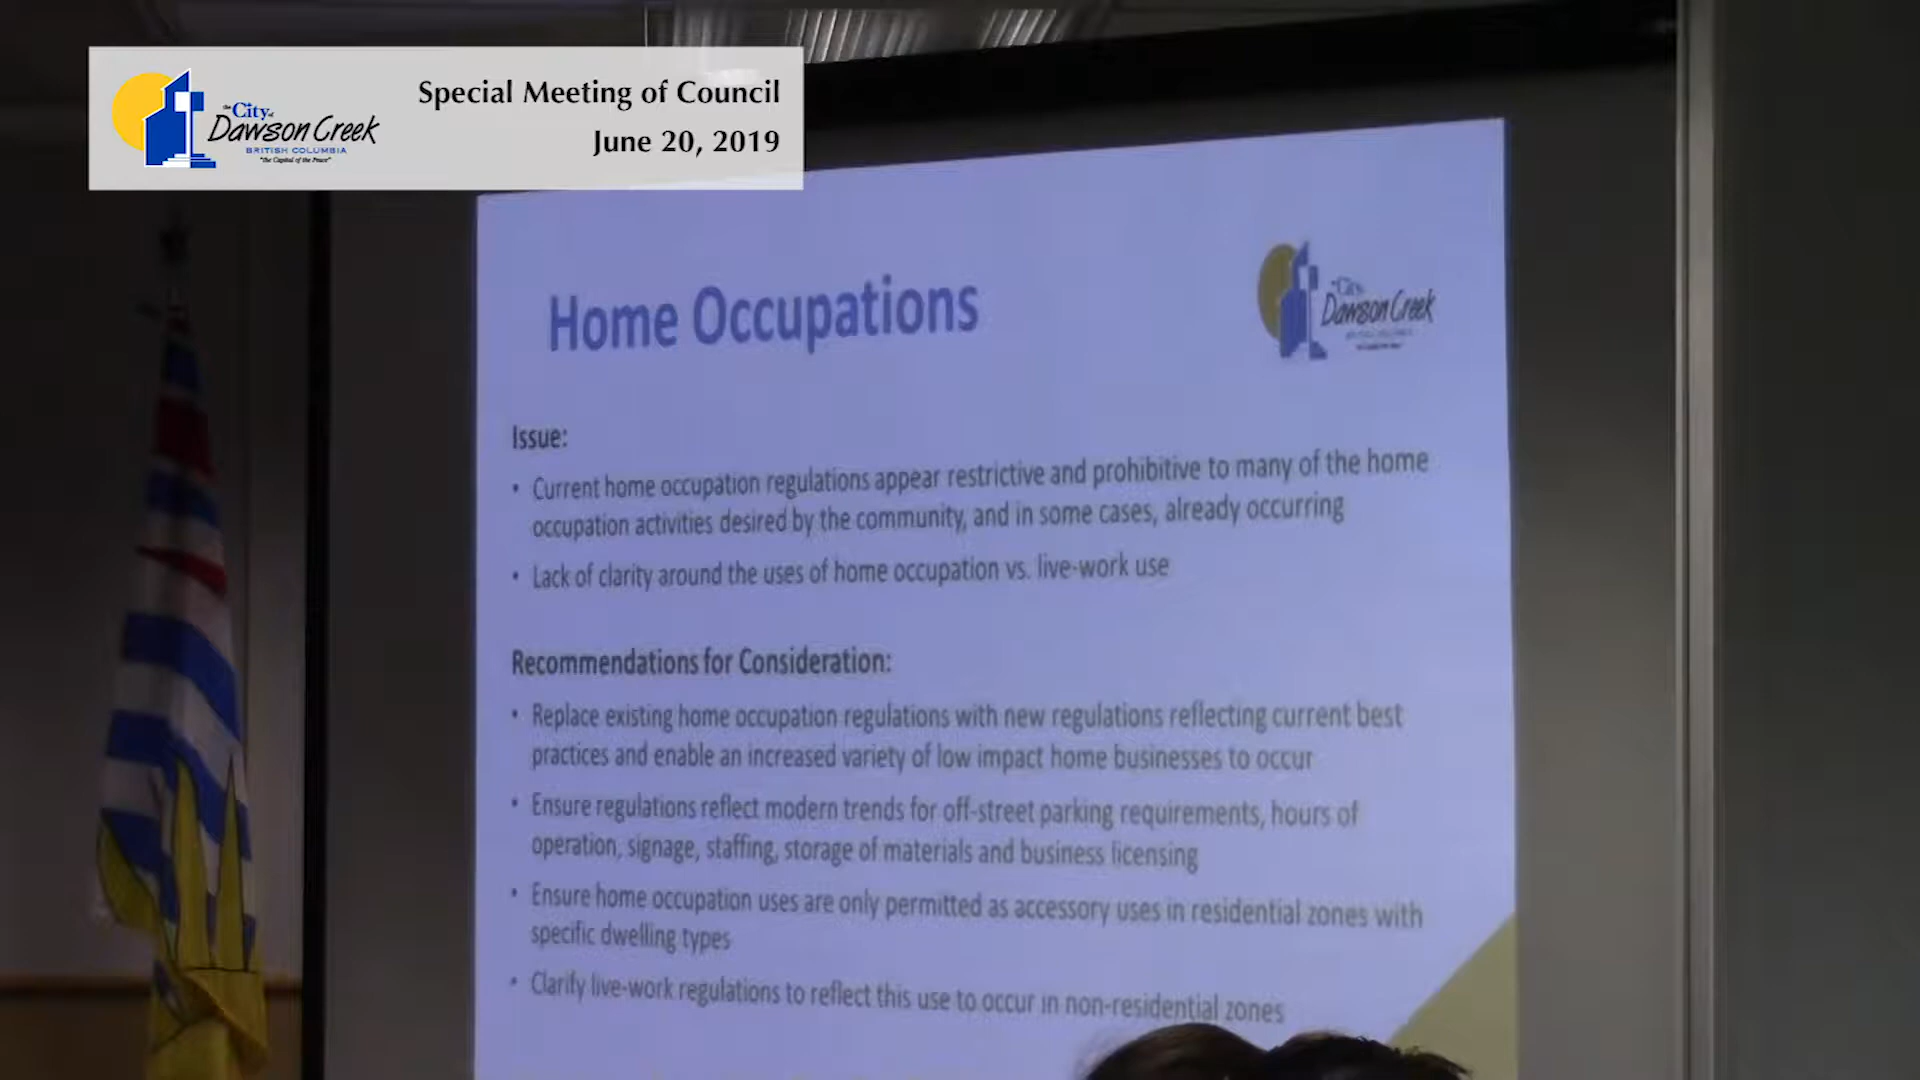 the City of
Dawson Creek
BRITISH COLUMBIA
"the Capital of the Peace"
Special Meeting of Council
June 20, 2019
Home Occupations
City
Dawson Creek
Issue:
• Current home occupation regulations appear restrictive and prohibitive to many of the home
occupation activities desired by the community, and in some cases, already occurring
• Lack of clarity around the uses of home occupation vs. live-work use
Recommendations for Consideration:
• Replace existing home occupation regulations with new regulations reflecting current best
practices and enable an increased variety of low impact home businesses to occur
• Ensure regulations reflect modern trends for off-street parking requirements, hours of
operation, signage, staffing, storage of materials and business licensing
• Ensure home occupation uses are only permitted as accessory uses in residential zones with
specific dwelling types
• Clarify live-work regulations to reflect this use to occur in non-residential zones